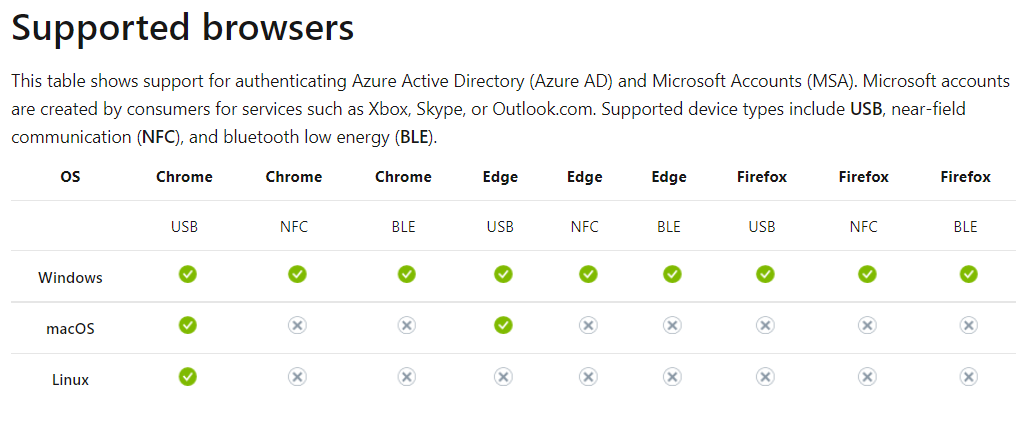 Supported browsers
This table shows support for authenticating Azure Active Directory (Azure AD) and Microsoft Accounts (MSA). Microsoft accounts
are created by consumers for services such as Xbox, Skype, or Outlook.com. Supported device types include USB, near-field
communication (NFC), and bluetooth low energy (BLE).
OS Chrome Chrome Chrome Edge Edge Edge Firefox Firefox Firefox
USB NFC BLE USB NFC BLE USB NFC BLE
Windows
macOS
Linux